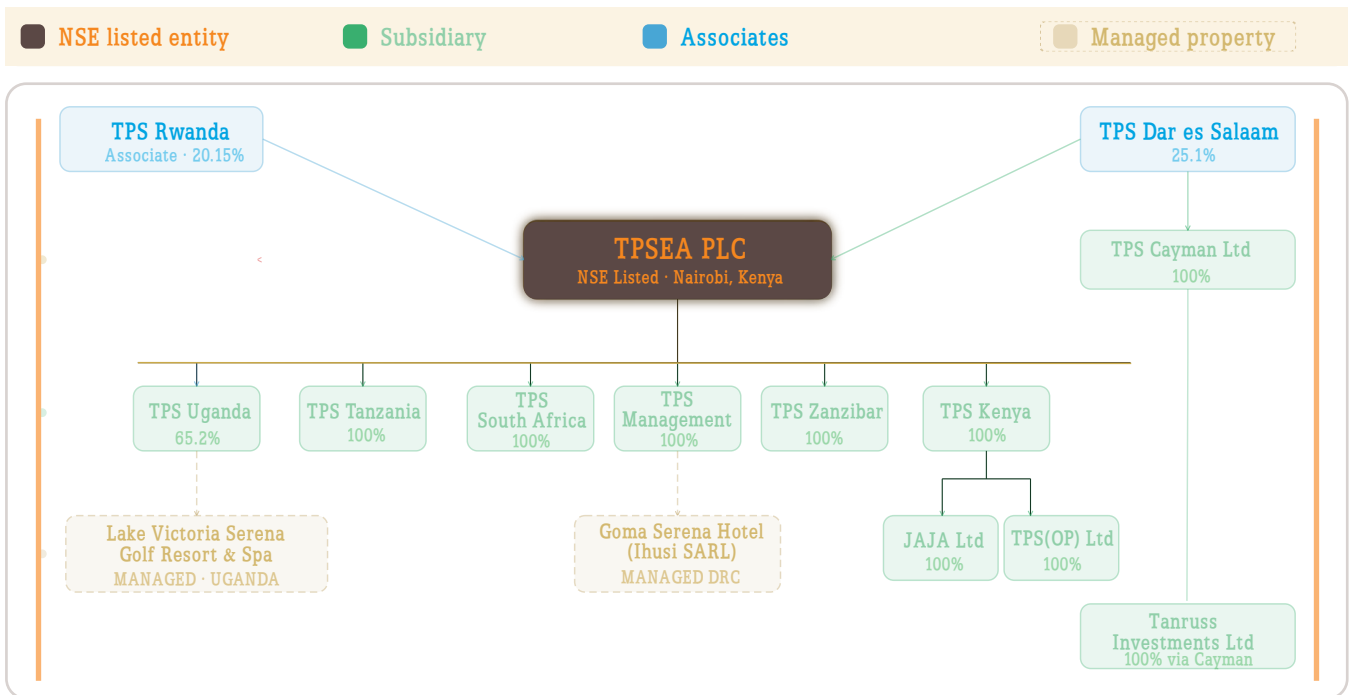 NSE listed entity
Subsidiary
Associates
Managed property
TPS Rwanda
Associate · 20.15%
TPS Dar es Salaam
25.1%
TPSEA PLC
NSE Listed · Nairobi, Kenya
TPS Cayman Ltd
100%
<
TPS Uganda
65.2%
TPS Tanzania
100%
TPS
South Africa
100%
TPS
Management
100%
TPS Zanzibar
100%
TPS Kenya
100%
Lake Victoria Serena
Golf Resort & Spa
MANAGED · UGANDA
Goma Serena Hotel
(Ihusi SARL)
MANAGED DRC
JAJA Ltd
100%
TPS(OP) Ltd
100%
Tanruss
Investments Ltd
100% via Cayman